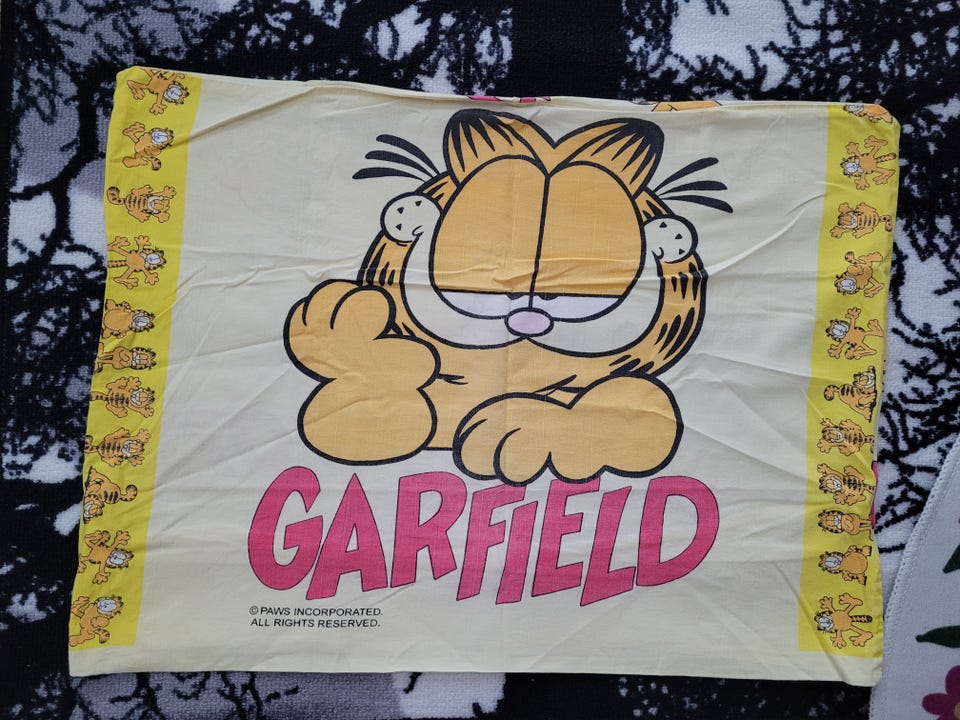 GARFIELD
© PAWS INCORPORATED.
ALL RIGHTS RESERVED.